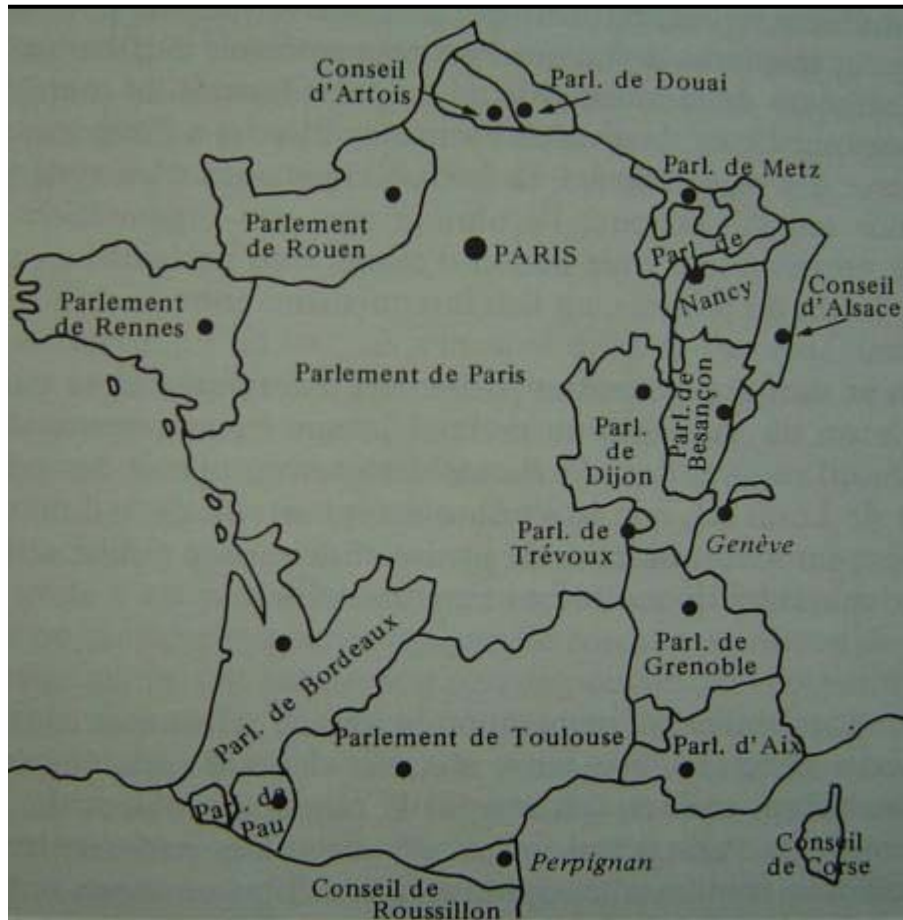 Conseil
d'Artois
Parl. de Douai
Parl. de Metz
Parlement
de Rouen
PARIS
Parl. de
Nancy
Parlement
de Rennes
Conseil
d'Alsace
Parlement de Paris
Parl. de
Besançon
Parl.
de
Dijon
Parl. de
Trévoux
Genève
Parl. de
Grenoble
Parl. de Bordeaux
Parlement de Toulouse
Parl. d'Aix
Parl. de
Pau
Perpignan
Conseil
de Corse
Conseil de
Roussillon